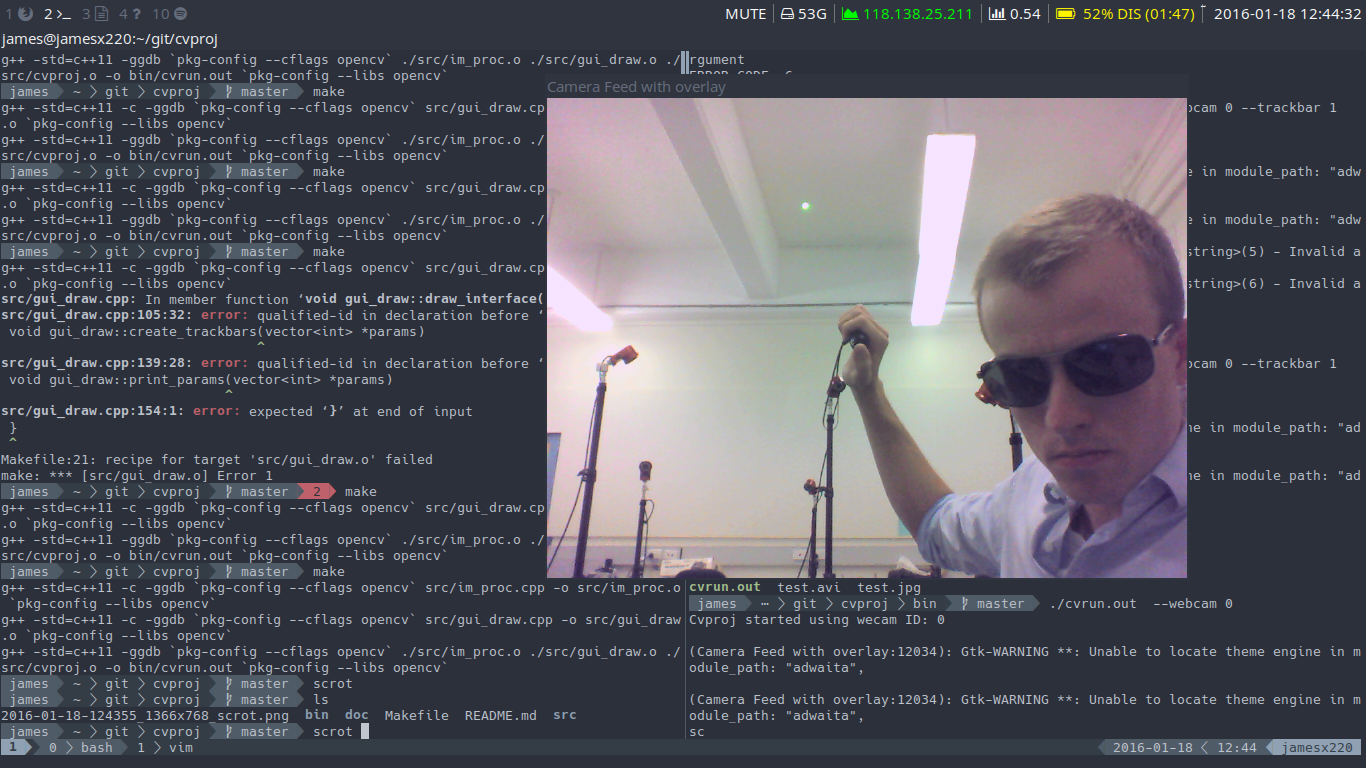 1 2 3 4 ? 10 MUTE 53G 118.138.25.211 0.54 52% DIS (01:47) 2016-01-18 12:44:32
james@jamesx220:~/git/cvproj
g++ -std=c++11 -ggdb `pkg-config --cflags opencv` ./src/im_proc.o ./src/gui_draw.o ./
src/cvproj.o -o bin/cvrun.out `pkg-config --libs opencv`
james ~ git cvproj master make
g++ -std=c++11 -c -ggdb `pkg-config --cflags opencv` src/gui_draw.cp
.o `pkg-config --libs opencv`
g++ -std=c++11 -ggdb `pkg-config --cflags opencv` ./src/im_proc.o ./
src/cvproj.o -o bin/cvrun.out `pkg-config --libs opencv`
james ~ git cvproj master make
g++ -std=c++11 -c -ggdb `pkg-config --cflags opencv` src/gui_draw.cp
.o `pkg-config --libs opencv`
g++ -std=c++11 -ggdb `pkg-config --cflags opencv` ./src/im_proc.o ./
src/cvproj.o -o bin/cvrun.out `pkg-config --libs opencv`
james ~ git cvproj master make
g++ -std=c++11 -c -ggdb `pkg-config --cflags opencv` src/gui_draw.cp
.o `pkg-config --libs opencv`
src/gui_draw.cpp: In member function ‘void gui_draw::draw_interface(
src/gui_draw.cpp:105:32: error: qualified-id in declaration before ‘
void gui_draw::create_trackbars(vector<int> *params)
^
src/gui_draw.cpp:139:28: error: qualified-id in declaration before ‘
void gui_draw::print_params(vector<int> *params)
^
src/gui_draw.cpp:154:1: error: expected ‘}’ at end of input
}
^
Makefile:21: recipe for target 'src/gui_draw.o' failed
make: *** [src/gui_draw.o] Error 1
james ~ git cvproj master 2 make
g++ -std=c++11 -c -ggdb `pkg-config --cflags opencv` src/gui_draw.cp
.o `pkg-config --libs opencv`
g++ -std=c++11 -ggdb `pkg-config --cflags opencv` ./src/im_proc.o ./
src/cvproj.o -o bin/cvrun.out `pkg-config --libs opencv`
james ~ git cvproj master make
g++ -std=c++11 -c -ggdb `pkg-config --cflags opencv` src/im_proc.cpp -o src/im_proc.o
`pkg-config --libs opencv`
g++ -std=c++11 -c -ggdb `pkg-config --cflags opencv` src/gui_draw.cpp -o src/gui_draw
.o `pkg-config --libs opencv`
g++ -std=c++11 -ggdb `pkg-config --cflags opencv` ./src/im_proc.o ./src/gui_draw.o ./
src/cvproj.o -o bin/cvrun.out `pkg-config --libs opencv`
james ~ git cvproj master scrot
james ~ git cvproj master ls
2016-01-18-124355_1366x768_scrot.png bin doc Makefile README.md src
james ~ git cvproj master scrot
rgument
Camera Feed with overlay
cam 0 --trackbar 1
e in module_path: "adw
e in module_path: "adw
string>(5) - Invalid a
string>(6) - Invalid a
cam 0 --trackbar 1
ne in module_path: "ad
ne in module_path: "ad
cvrun.out test.avi test.jpg
james ⋯ git cvproj bin master ./cvrun.out --webcam 0
Cvproj started using wecam ID: 0
(Camera Feed with overlay:12034): Gtk-WARNING **: Unable to locate theme engine in m
odule_path: "adwaita",
(Camera Feed with overlay:12034): Gtk-WARNING **: Unable to locate theme engine in m
odule_path: "adwaita",
sc
1 0 bash 1 vim 2016-01-18 12:44 jamesx220